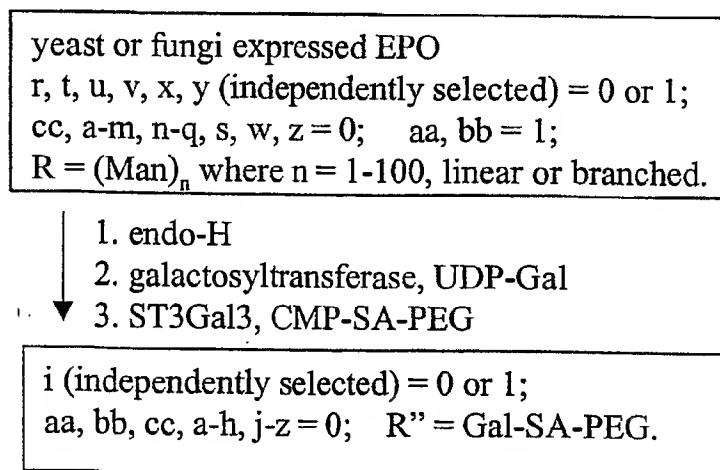 yeast or fungi expressed EPO
r, t, u, v, x, y (independently selected) = 0 or 1;
cc, a-m, n-q, s, w, z = 0; aa, bb = 1;
R = (Man)n where n = 1-100, linear or branched.
1. endo-H
2. galactosyltransferase, UDP-Gal
3. ST3Gal3, CMP-SA-PEG
i (independently selected) = 0 or 1;
aa, bb, cc, a-h, j-z = 0; R” = Gal-SA-PEG.